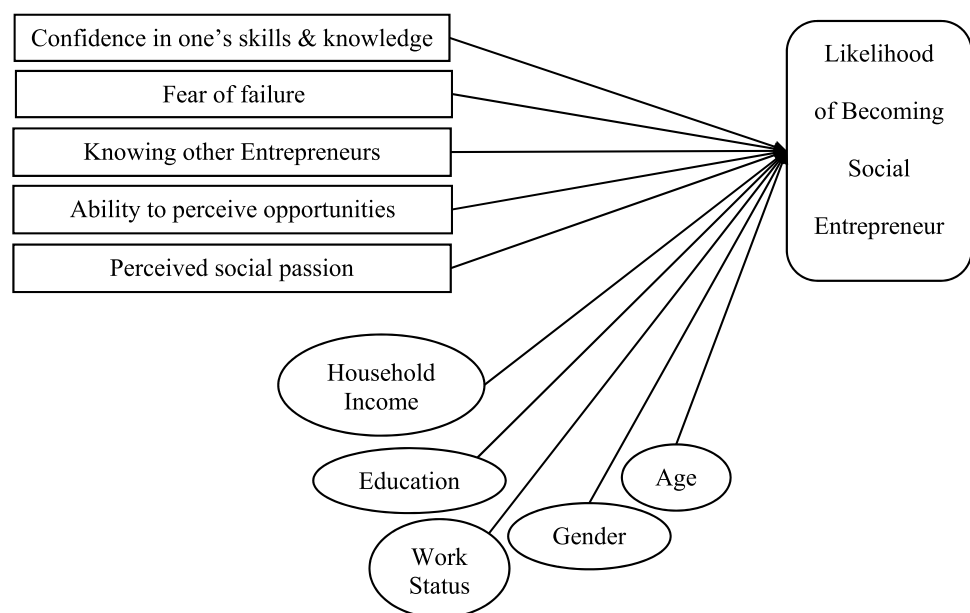 Confidence in one’s skills & knowledge
Fear of failure
Knowing other Entrepreneurs
Ability to perceive opportunities
Perceived social passion
Likelihood
of Becoming
Social
Entrepreneur
Household
Income
Education
Work
Status
Gender
Age